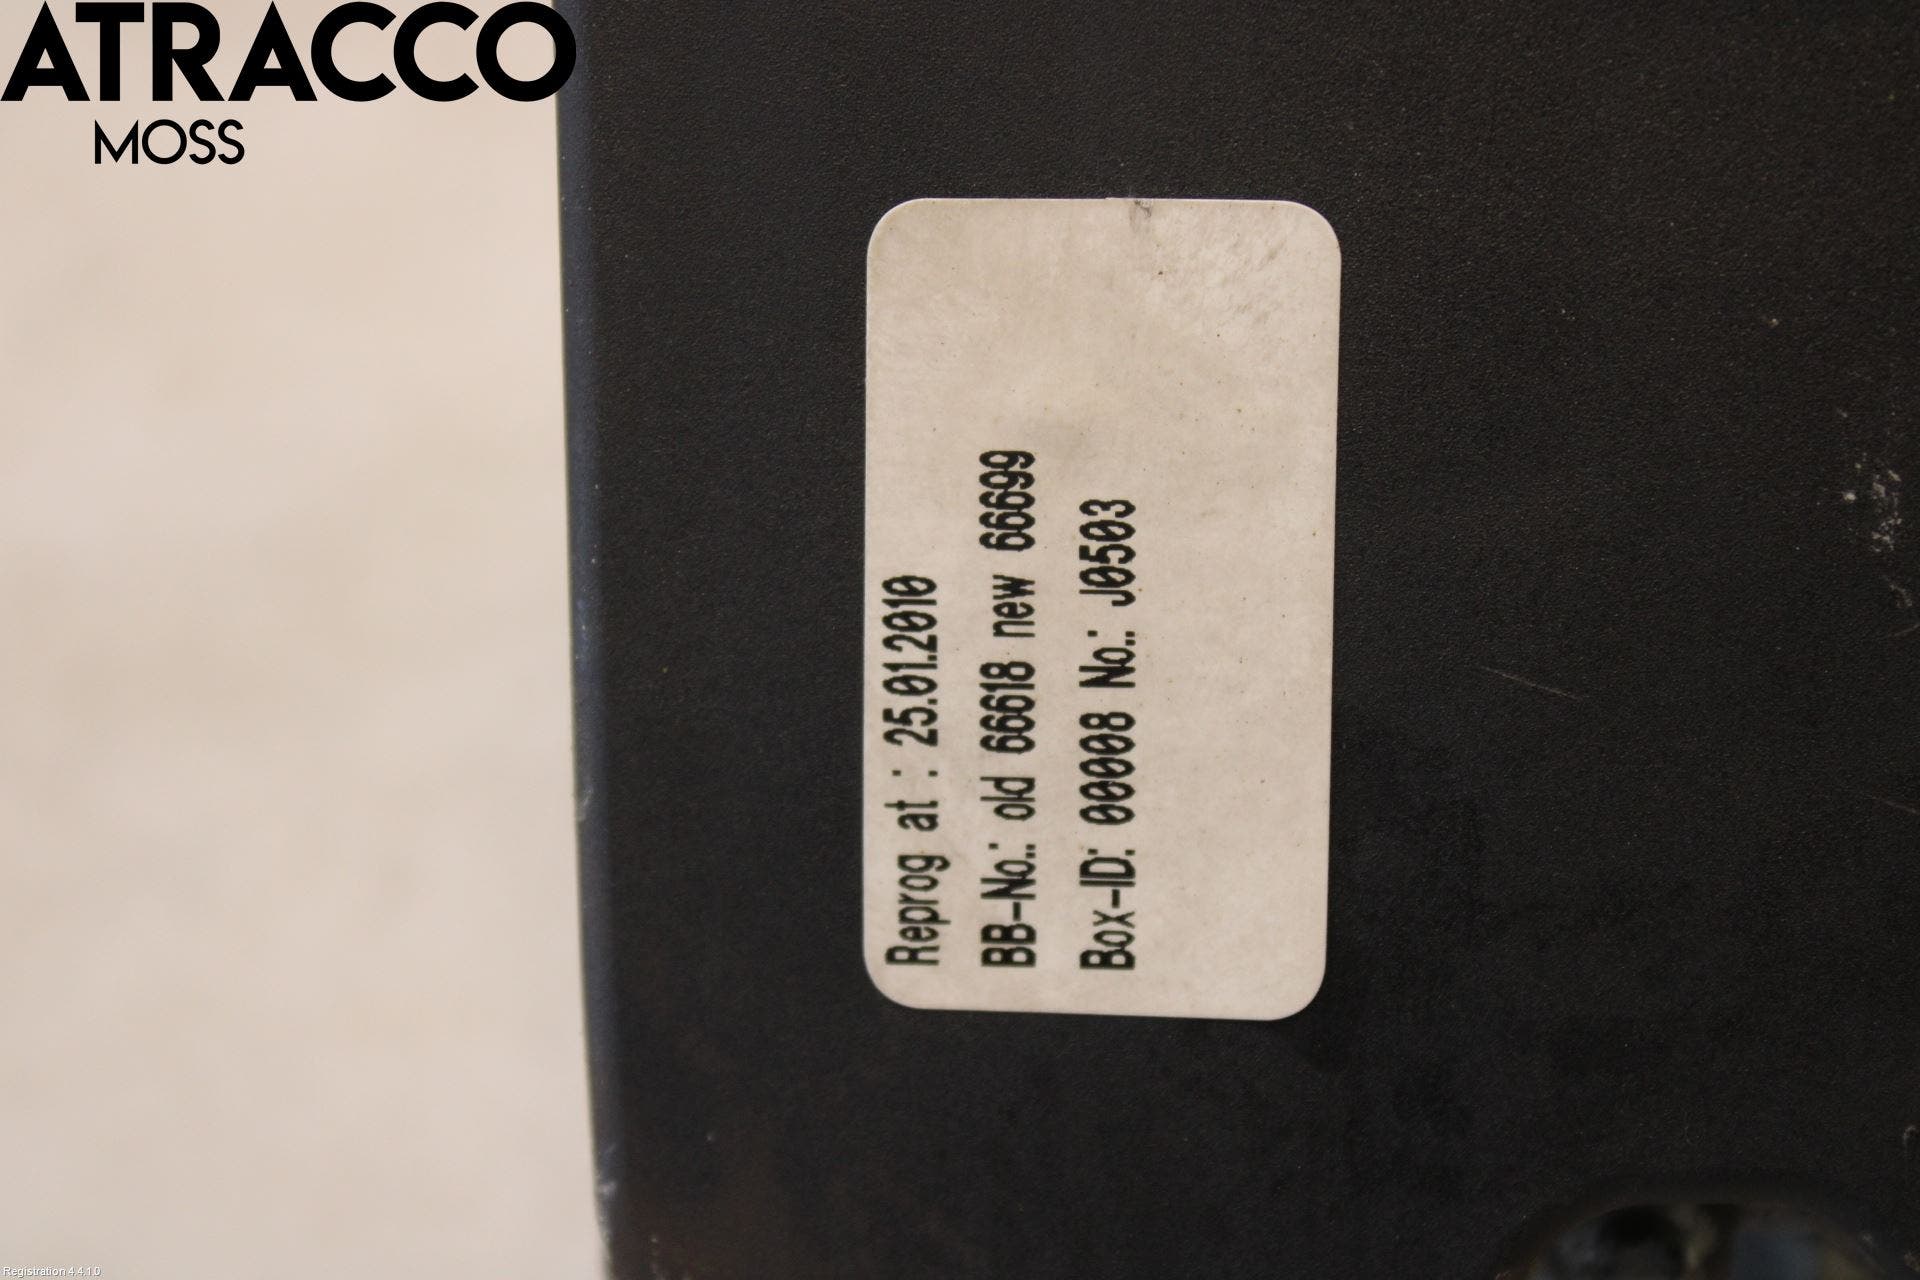 ATRACCO
MOSS
Reprog at : 25.01.2010
BB-No.: old 66618 new 66699
Box-ID: 00008 No.: J0503
Registration 4.4.1.0